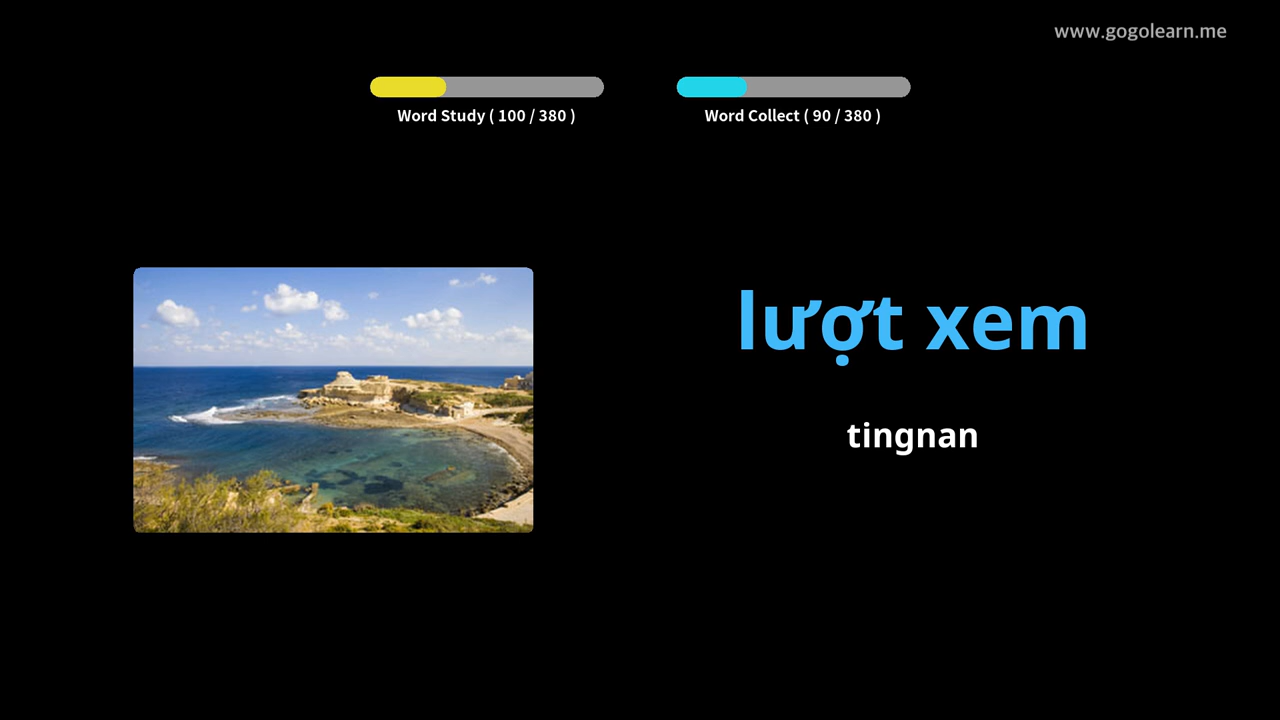 www.gogolearn.me
Word Study ( 100 / 380 )
Word Collect ( 90 / 380 )
lượt xem
tingnan